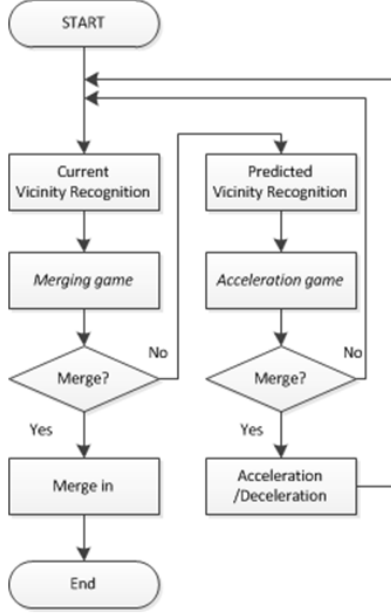 START
Current
Vicinity Recognition
Merging game
Merge?
No
Yes
Merge in
End
Predicted
Vicinity Recognition
Acceleration game
Merge?
No
Yes
Acceleration
/Deceleration